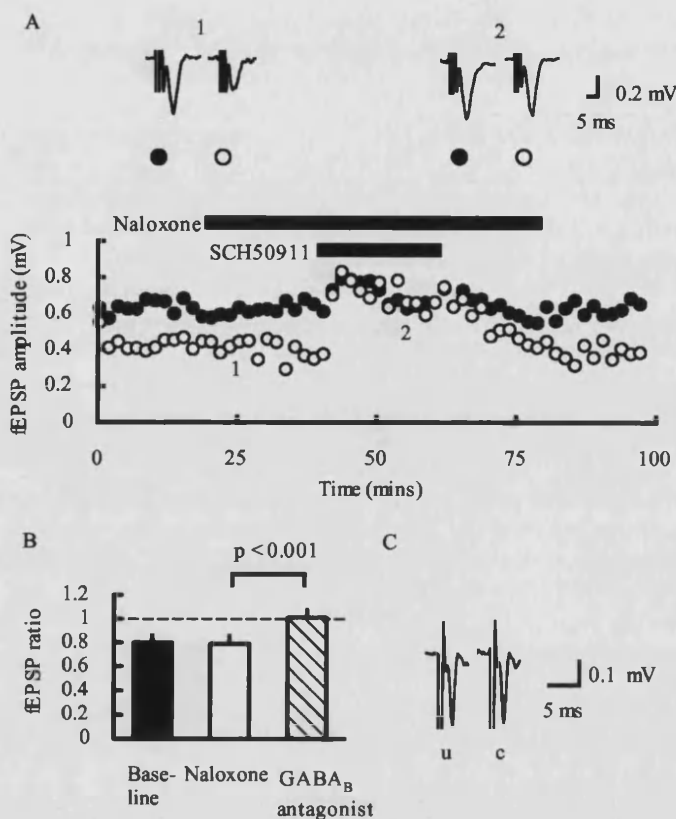 A
1
2
0.2 mV
5 ms
Naloxone
SCH50911
fEPSP amplitude (mV)
1
0.8
0.6
0.4
0.2
0
1
2
0
25
50
75
100
Time (mins)
B
p < 0.001
fEPSP ratio
1.2
1
0.8
0.6
0.4
0.2
0
Base-
line
Naloxone
GABAB
antagonist
C
0.1 mV
5 ms
u
c